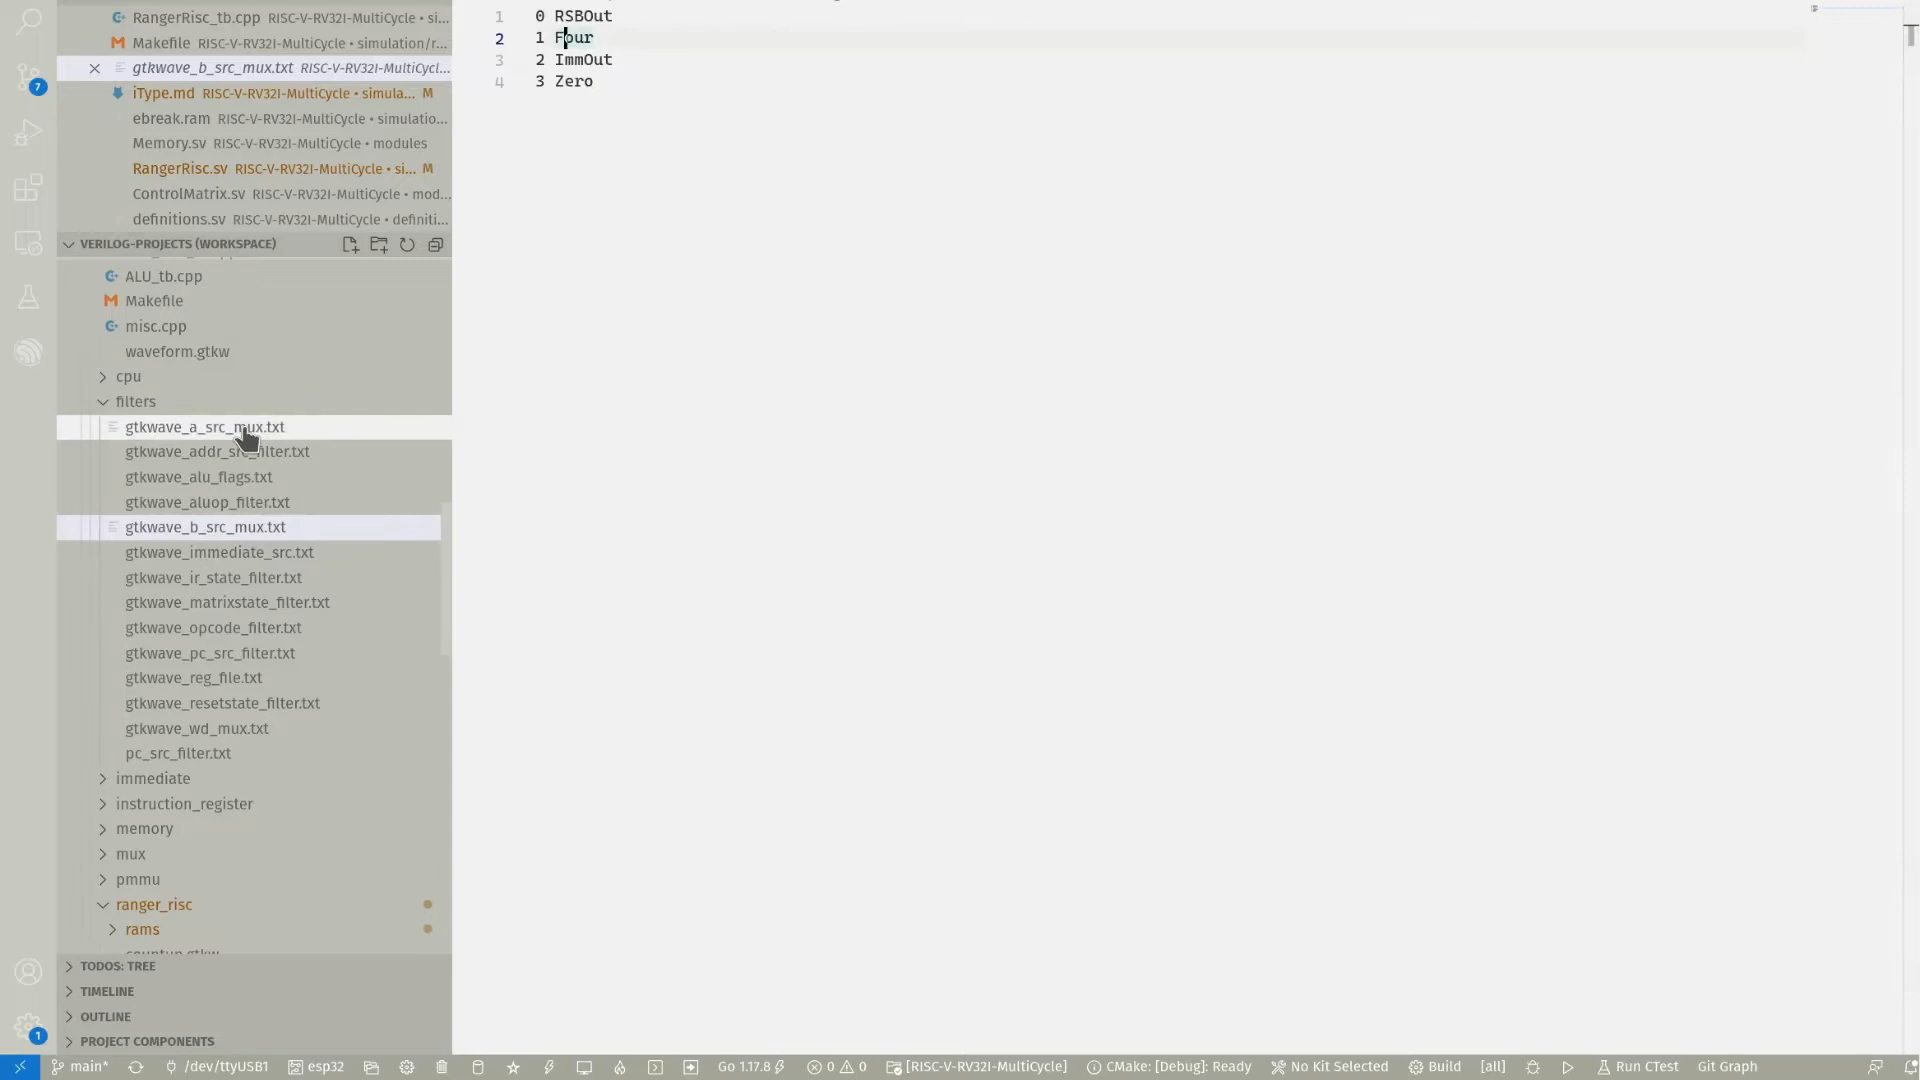 RangerRisc_tb.cpp RISC-V-RV32I-MultiCycle • si...
Makefile RISC-V-RV32I-MultiCycle • simulation/r...
gtkwave_b_src_mux.txt RISC-V-RV32I-MultiCycl...
iType.md RISC-V-RV32I-MultiCycle • simula... M
ebreak.ram RISC-V-RV32I-MultiCycle • simulatio...
Memory.sv RISC-V-RV32I-MultiCycle • modules
RangerRisc.sv RISC-V-RV32I-MultiCycle • si... M
ControlMatrix.sv RISC-V-RV32I-MultiCycle • mod...
definitions.sv RISC-V-RV32I-MultiCycle • definiti...
VERILOG-PROJECTS (WORKSPACE)
ALU_tb.cpp
Makefile
misc.cpp
waveform.gtkw
cpu
filters
gtkwave_a_src_mux.txt
gtkwave_addr_src_filter.txt
gtkwave_alu_flags.txt
gtkwave_aluop_filter.txt
gtkwave_b_src_mux.txt
gtkwave_immediate_src.txt
gtkwave_ir_state_filter.txt
gtkwave_matrixstate_filter.txt
gtkwave_opcode_filter.txt
gtkwave_pc_src_filter.txt
gtkwave_reg_file.txt
gtkwave_resetstate_filter.txt
gtkwave_wd_mux.txt
pc_src_filter.txt
immediate
instruction_register
memory
mux
pmmu
ranger_risc
rams
TODOS: TREE
TIMELINE
OUTLINE
PROJECT COMPONENTS
7
1
1 0 RSBOut
2 1 Four
3 2 ImmOut
4 3 Zero
main* /dev/ttyUSB1 esp32 Go 1.17.8 0 0 [RISC-V-RV32I-MultiCycle] CMake: [Debug]: Ready No Kit Selected Build [all] Run CTest Git Graph